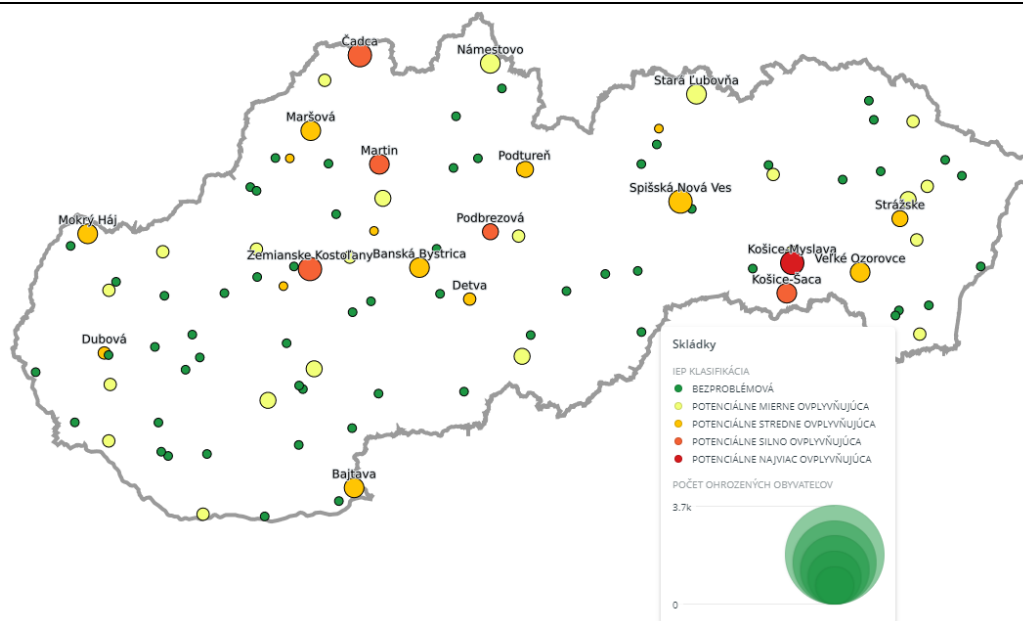 Čadca
Námestovo
Stará Ľubovňa
Maršová
Martin
Podtureň
Spišská Nová Ves
Mokrý Háj
Podbrezová
Strážske
Zemianske Kostoľany
Banská Bystrica
Košice-Myslava
Veľké Ozorovce
Košice-Šaca
Detva
Dubová
Bajtava
Skládky
IEP KLASIFIKÁCIA
BEZPROBLÉMOVÁ
POTENCIÁLNE MIERNE OVPLYVŇUJÚCA
POTENCIÁLNE STREDNE OVPLYVŇUJÚCA
POTENCIÁLNE SILNO OVPLYVŇUJÚCA
POTENCIÁLNE NAJVIAC OVPLYVŇUJÚCA
POČET OHROZENÝCH OBYVATEĽOV
3.7k
0